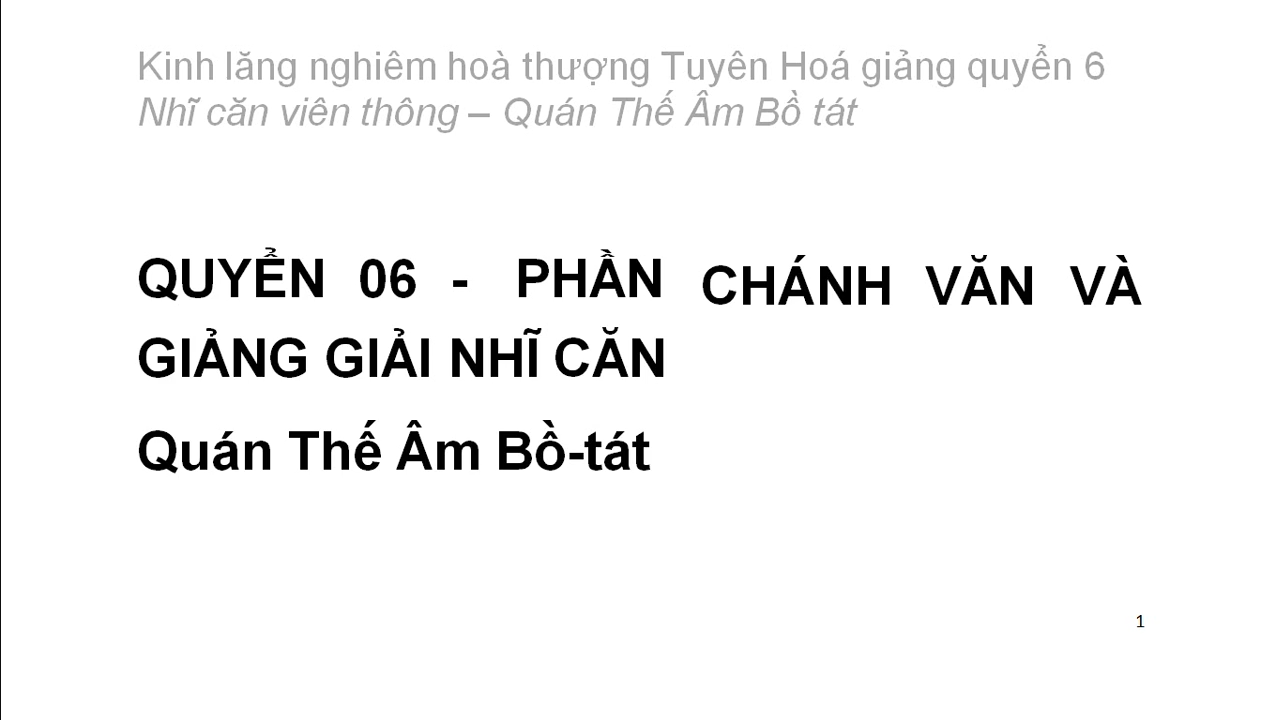 Kinh lăng nghiêm hoà thượng Tuyên Hoá giảng quyển 6
Nhĩ căn viên thông – Quán Thế Âm Bồ tát
QUYỂN 06 - PHẦN CHÁNH VĂN VÀ
GIẢNG GIẢI NHĨ CĂN
Quán Thế Âm Bồ-tát
1